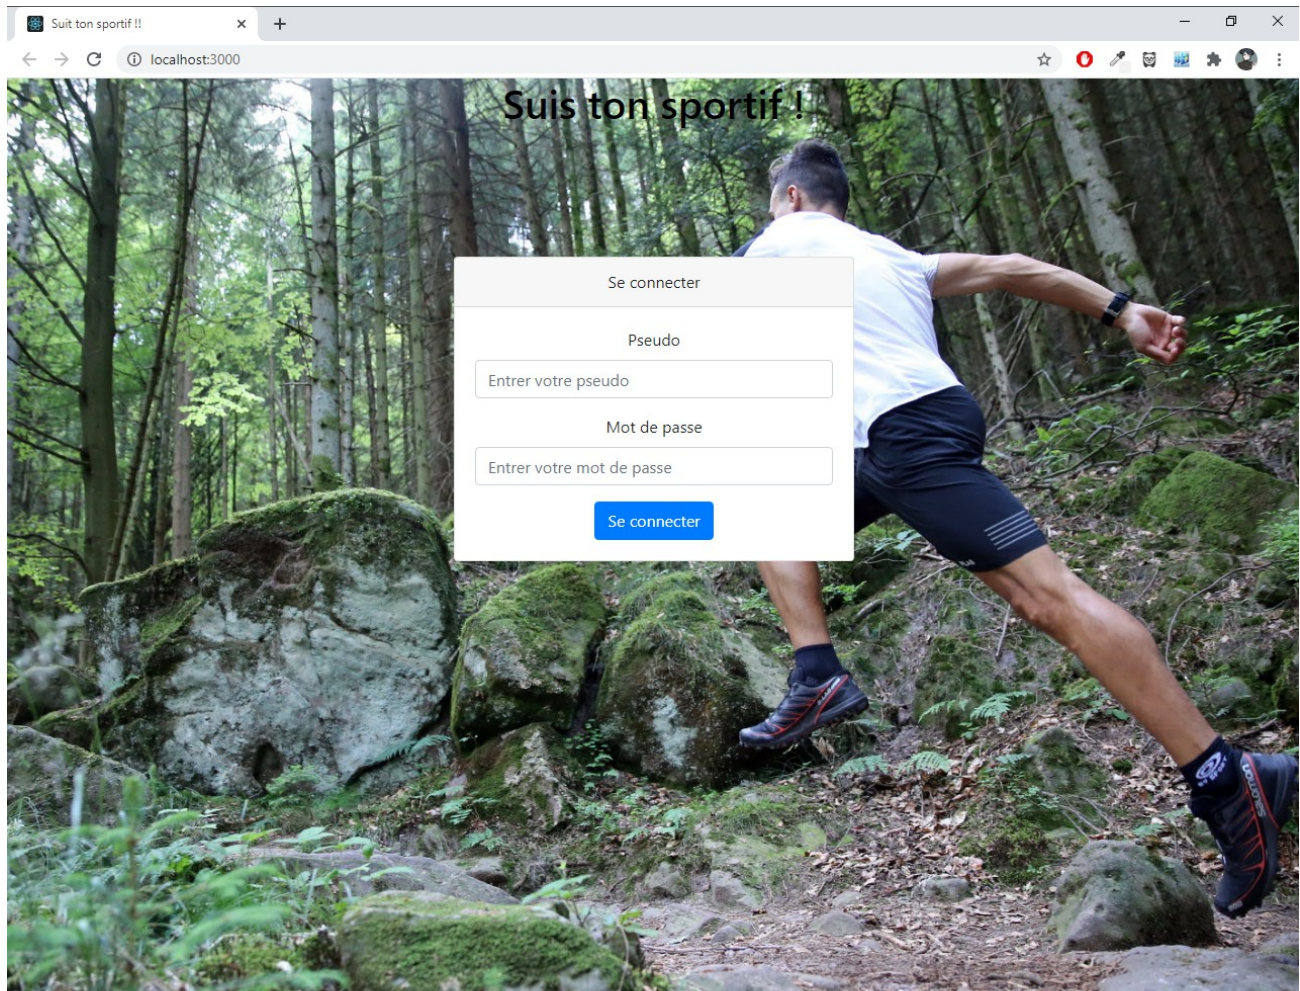 Suit ton sportif !!
localhost:3000
Suis ton sportif !
Se connecter
Pseudo
Entrer votre pseudo
Mot de passe
Entrer votre mot de passe
Se connecter
SALOMON